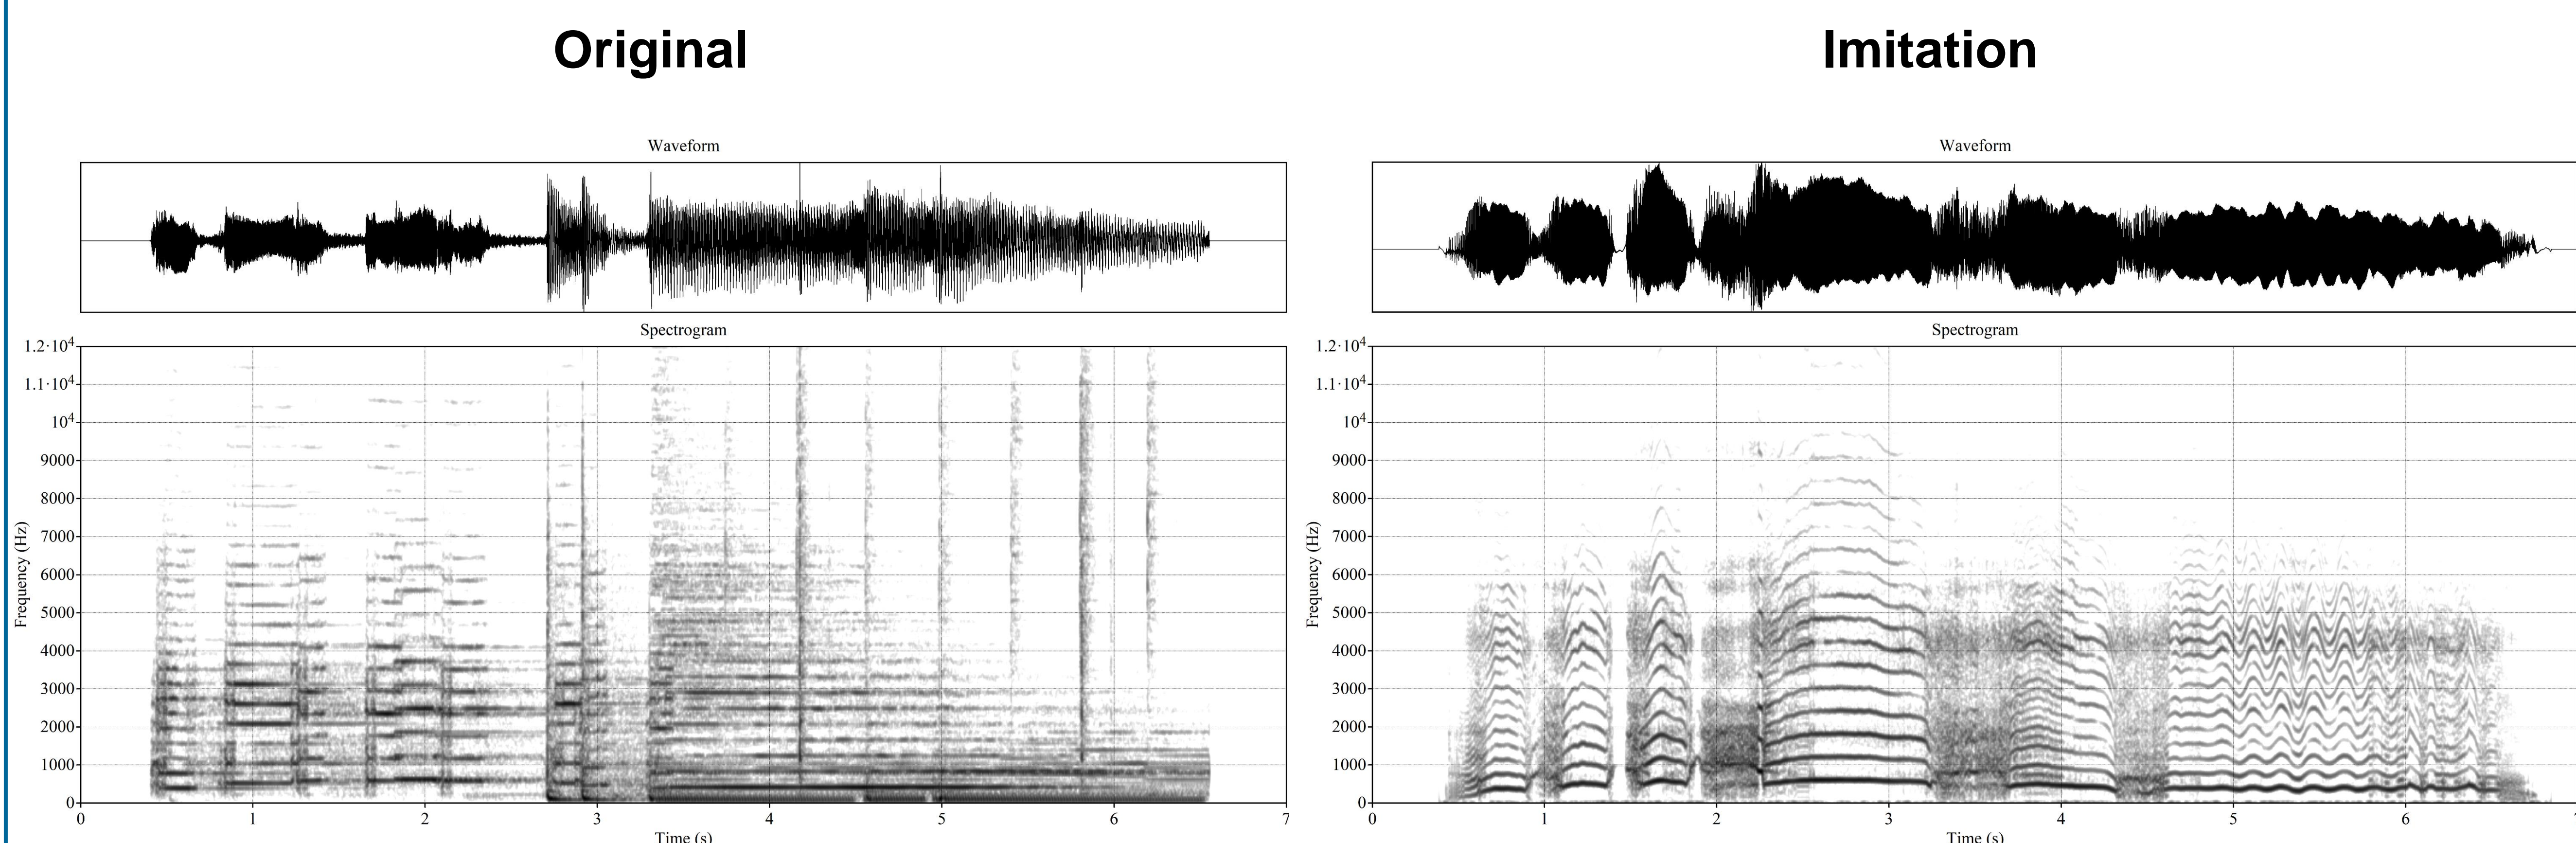 Original
Imitation
Waveform
Waveform
Spectrogram
Spectrogram
1.2·10⁴
1.1·10⁴
10⁴
9000
8000
7000
6000
5000
4000
3000
2000
1000
0
Frequency (Hz)
0 1 2 3 4 5 6 7
Time (s)
1.2·10⁴
1.1·10⁴
10⁴
9000
8000
7000
6000
5000
4000
3000
2000
1000
0
Frequency (Hz)
0 1 2 3 4 5 6
Time (s)